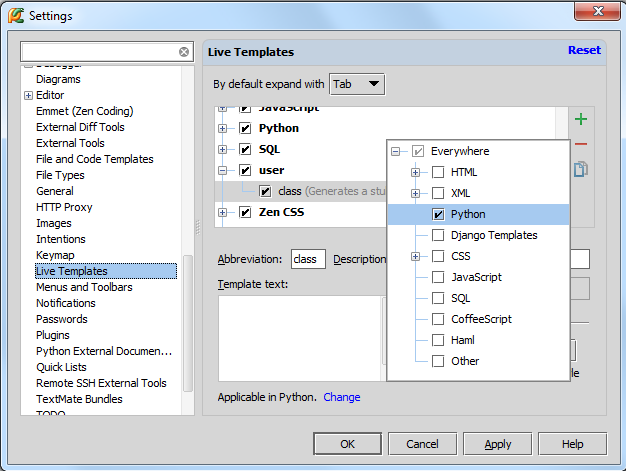 Settings
Live Templates
Reset
Diagrams
Editor
Emmet (Zen Coding)
External Diff Tools
External Tools
File and Code Templates
File Types
General
HTTP Proxy
Images
Intentions
Keymap
Live Templates
Menus and Toolbars
Notifications
Passwords
Plugins
Python External Documen...
Quick Lists
Remote SSH External Tools
TextMate Bundles
TODO
By default expand with Tab
JavaScript
Python
SQL
user
class (Generates a stu
Zen CSS
Everywhere
HTML
XML
Python
Django Templates
CSS
JavaScript
SQL
CoffeeScript
Haml
Other
Abbreviation: class Description
Template text:
Applicable in Python. Change
OK Cancel Apply Help